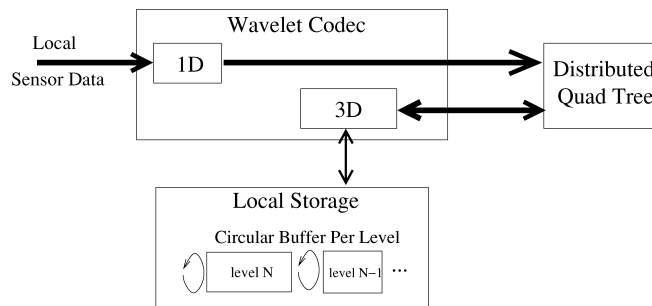 Wavelet Codec
Local
Sensor Data
1D
3D
Distributed
Quad Tree
Local Storage
Circular Buffer Per Level
level N
level N−1
...